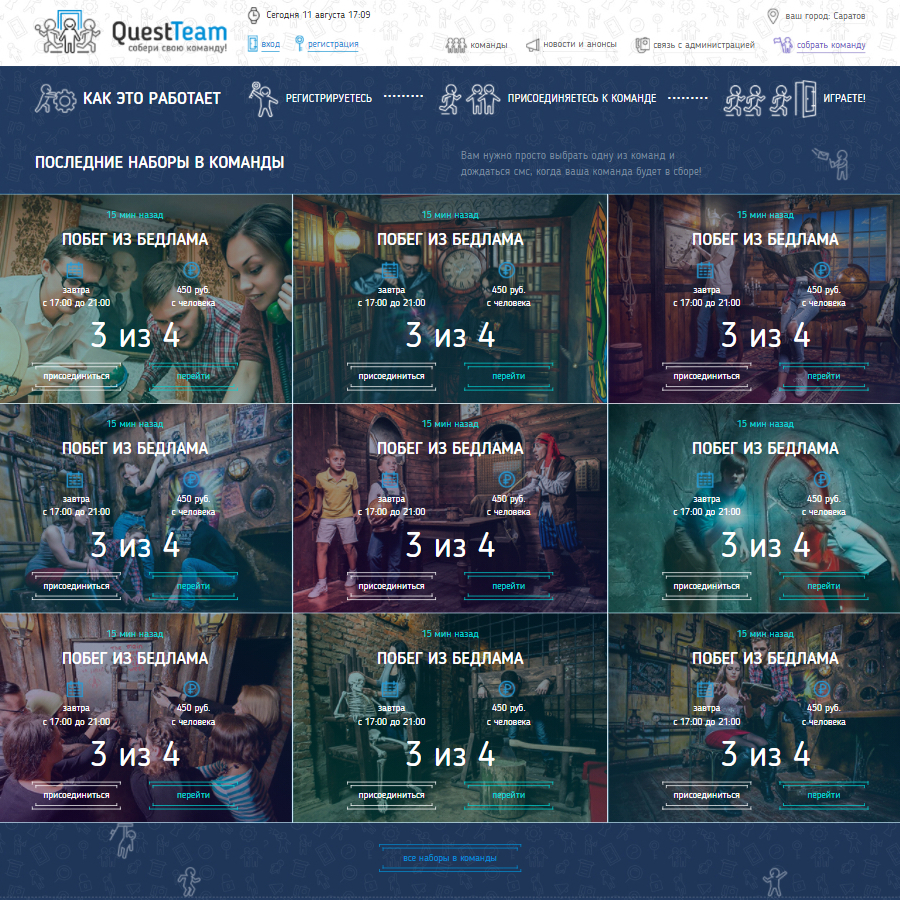 QuestTeam
собери свою команду!
Сегодня 11 августа 17:09
ваш город: Саратов
вход
регистрация
команды
новости и анонсы
связь с администрацией
собрать команду
КАК ЭТО РАБОТАЕТ
РЕГИСТРИРУЕТЕСЬ
ПРИСОЕДИНЯЕТЕСЬ К КОМАНДЕ
ИГРАЕТЕ!
ПОСЛЕДНИЕ НАБОРЫ В КОМАНДЫ
Вам нужно просто выбрать одну из команд и
дождаться смс, когда ваша команда будет в сборе!
15 мин назад
ПОБЕГ ИЗ БЕДЛАМА
завтра
с 17:00 до 21:00
450 руб.
с человека
3 из 4
присоединиться
перейти
15 мин назад
ПОБЕГ ИЗ БЕДЛАМА
завтра
с 17:00 до 21:00
450 руб.
с человека
3 из 4
присоединиться
перейти
15 мин назад
ПОБЕГ ИЗ БЕДЛАМА
завтра
с 17:00 до 21:00
450 руб.
с человека
3 из 4
присоединиться
перейти
15 мин назад
ПОБЕГ ИЗ БЕДЛАМА
завтра
с 17:00 до 21:00
450 руб.
с человека
3 из 4
присоединиться
перейти
15 мин назад
ПОБЕГ ИЗ БЕДЛАМА
завтра
с 17:00 до 21:00
450 руб.
с человека
3 из 4
присоединиться
перейти
15 мин назад
ПОБЕГ ИЗ БЕДЛАМА
завтра
с 17:00 до 21:00
450 руб.
с человека
3 из 4
присоединиться
перейти
15 мин назад
ПОБЕГ ИЗ БЕДЛАМА
завтра
с 17:00 до 21:00
450 руб.
с человека
3 из 4
присоединиться
перейти
15 мин назад
ПОБЕГ ИЗ БЕДЛАМА
завтра
с 17:00 до 21:00
450 руб.
с человека
3 из 4
присоединиться
перейти
15 мин назад
ПОБЕГ ИЗ БЕДЛАМА
завтра
с 17:00 до 21:00
450 руб.
с человека
3 из 4
присоединиться
перейти
все наборы в команды